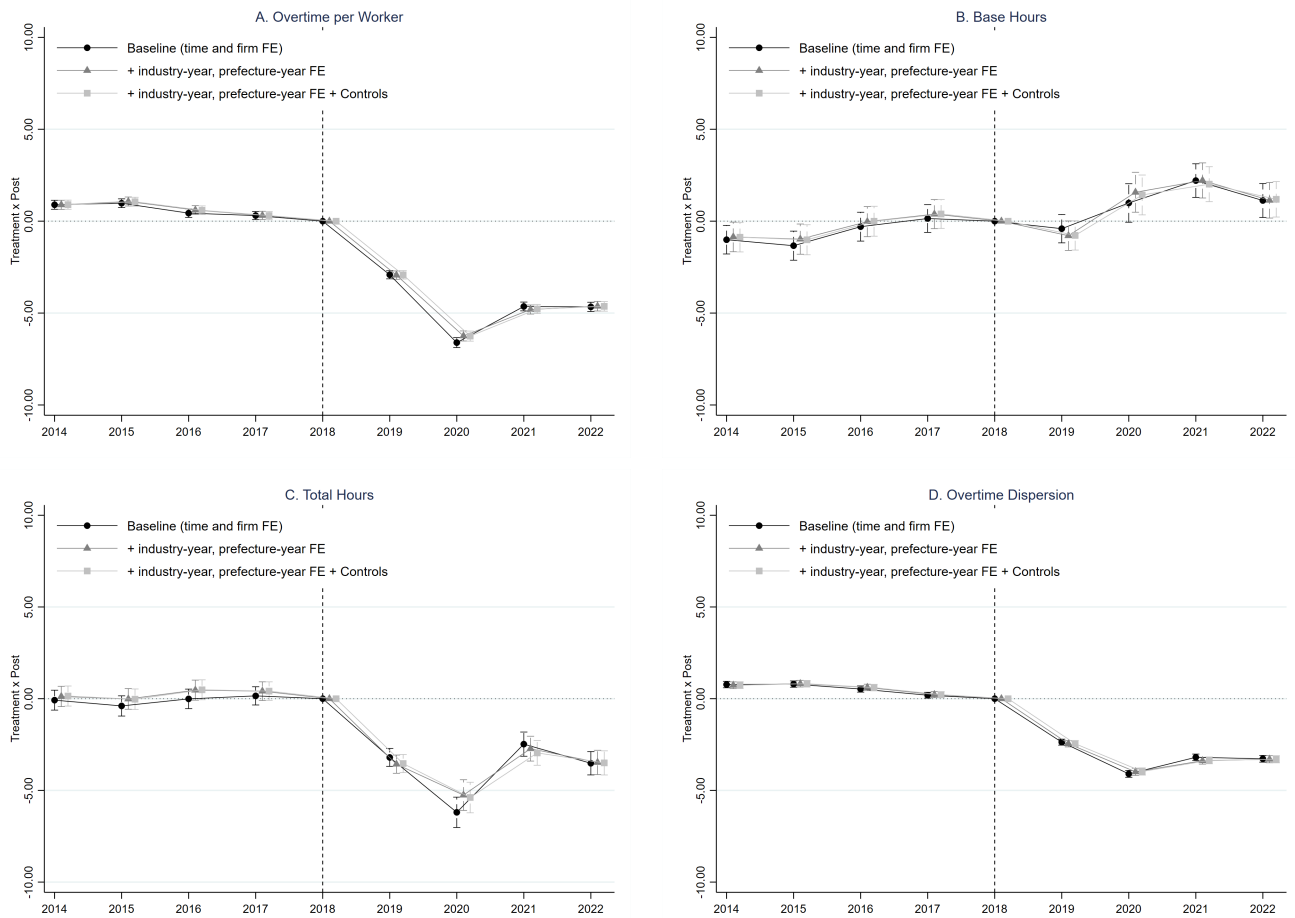 A. Overtime per Worker
Baseline (time and firm FE)
+ industry-year, prefecture-year FE
+ industry-year, prefecture-year FE + Controls
Treatment x Post
10.00
5.00
0.00
-5.00
-10.00
2014 2015 2016 2017 2018 2019 2020 2021 2022
B. Base Hours
Baseline (time and firm FE)
+ industry-year, prefecture-year FE
+ industry-year, prefecture-year FE + Controls
Treatment x Post
10.00
5.00
0.00
-5.00
-10.00
2014 2015 2016 2017 2018 2019 2020 2021 2022
C. Total Hours
Baseline (time and firm FE)
+ industry-year, prefecture-year FE
+ industry-year, prefecture-year FE + Controls
Treatment x Post
10.00
5.00
0.00
-5.00
-10.00
2014 2015 2016 2017 2018 2019 2020 2021 2022
D. Overtime Dispersion
Baseline (time and firm FE)
+ industry-year, prefecture-year FE
+ industry-year, prefecture-year FE + Controls
Treatment x Post
10.00
5.00
0.00
-5.00
-10.00
2014 2015 2016 2017 2018 2019 2020 2021 2022